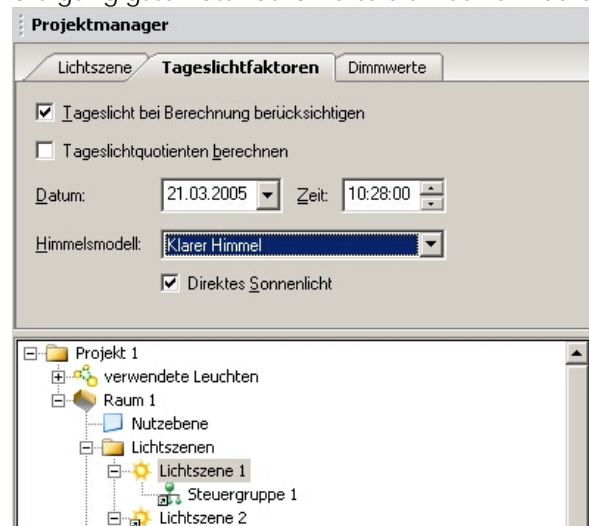 Projektmanager
Lichtszene Tageslichtfaktoren Dimmwerte
Tageslicht bei Berechnung berücksichtigen
Tageslichtquotienten berechnen
Datum: 21.03.2005 Zeit: 10:28:00
Himmelsmodell: Klarer Himmel
Direktes Sonnenlicht
Projekt 1
verwendete Leuchten
Raum 1
Nutzebene
Lichtszenen
Lichtszene 1
Steuergruppe 1
Lichtszene 2